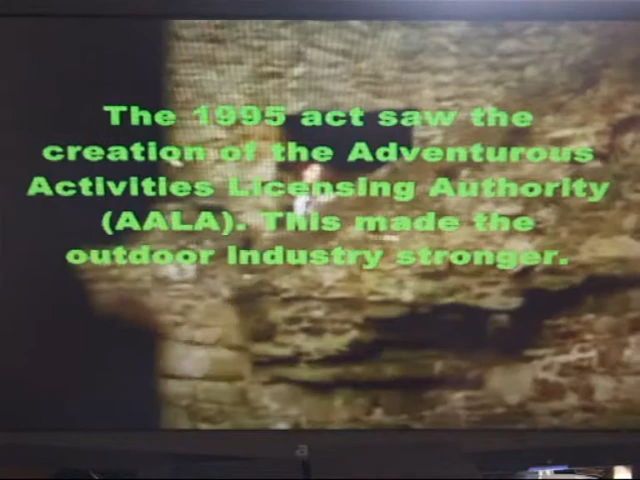 The 1995 act saw the
creation of the Adventurous
Activities Licensing Authority
(AALA). This made the
outdoor industry stronger.
a